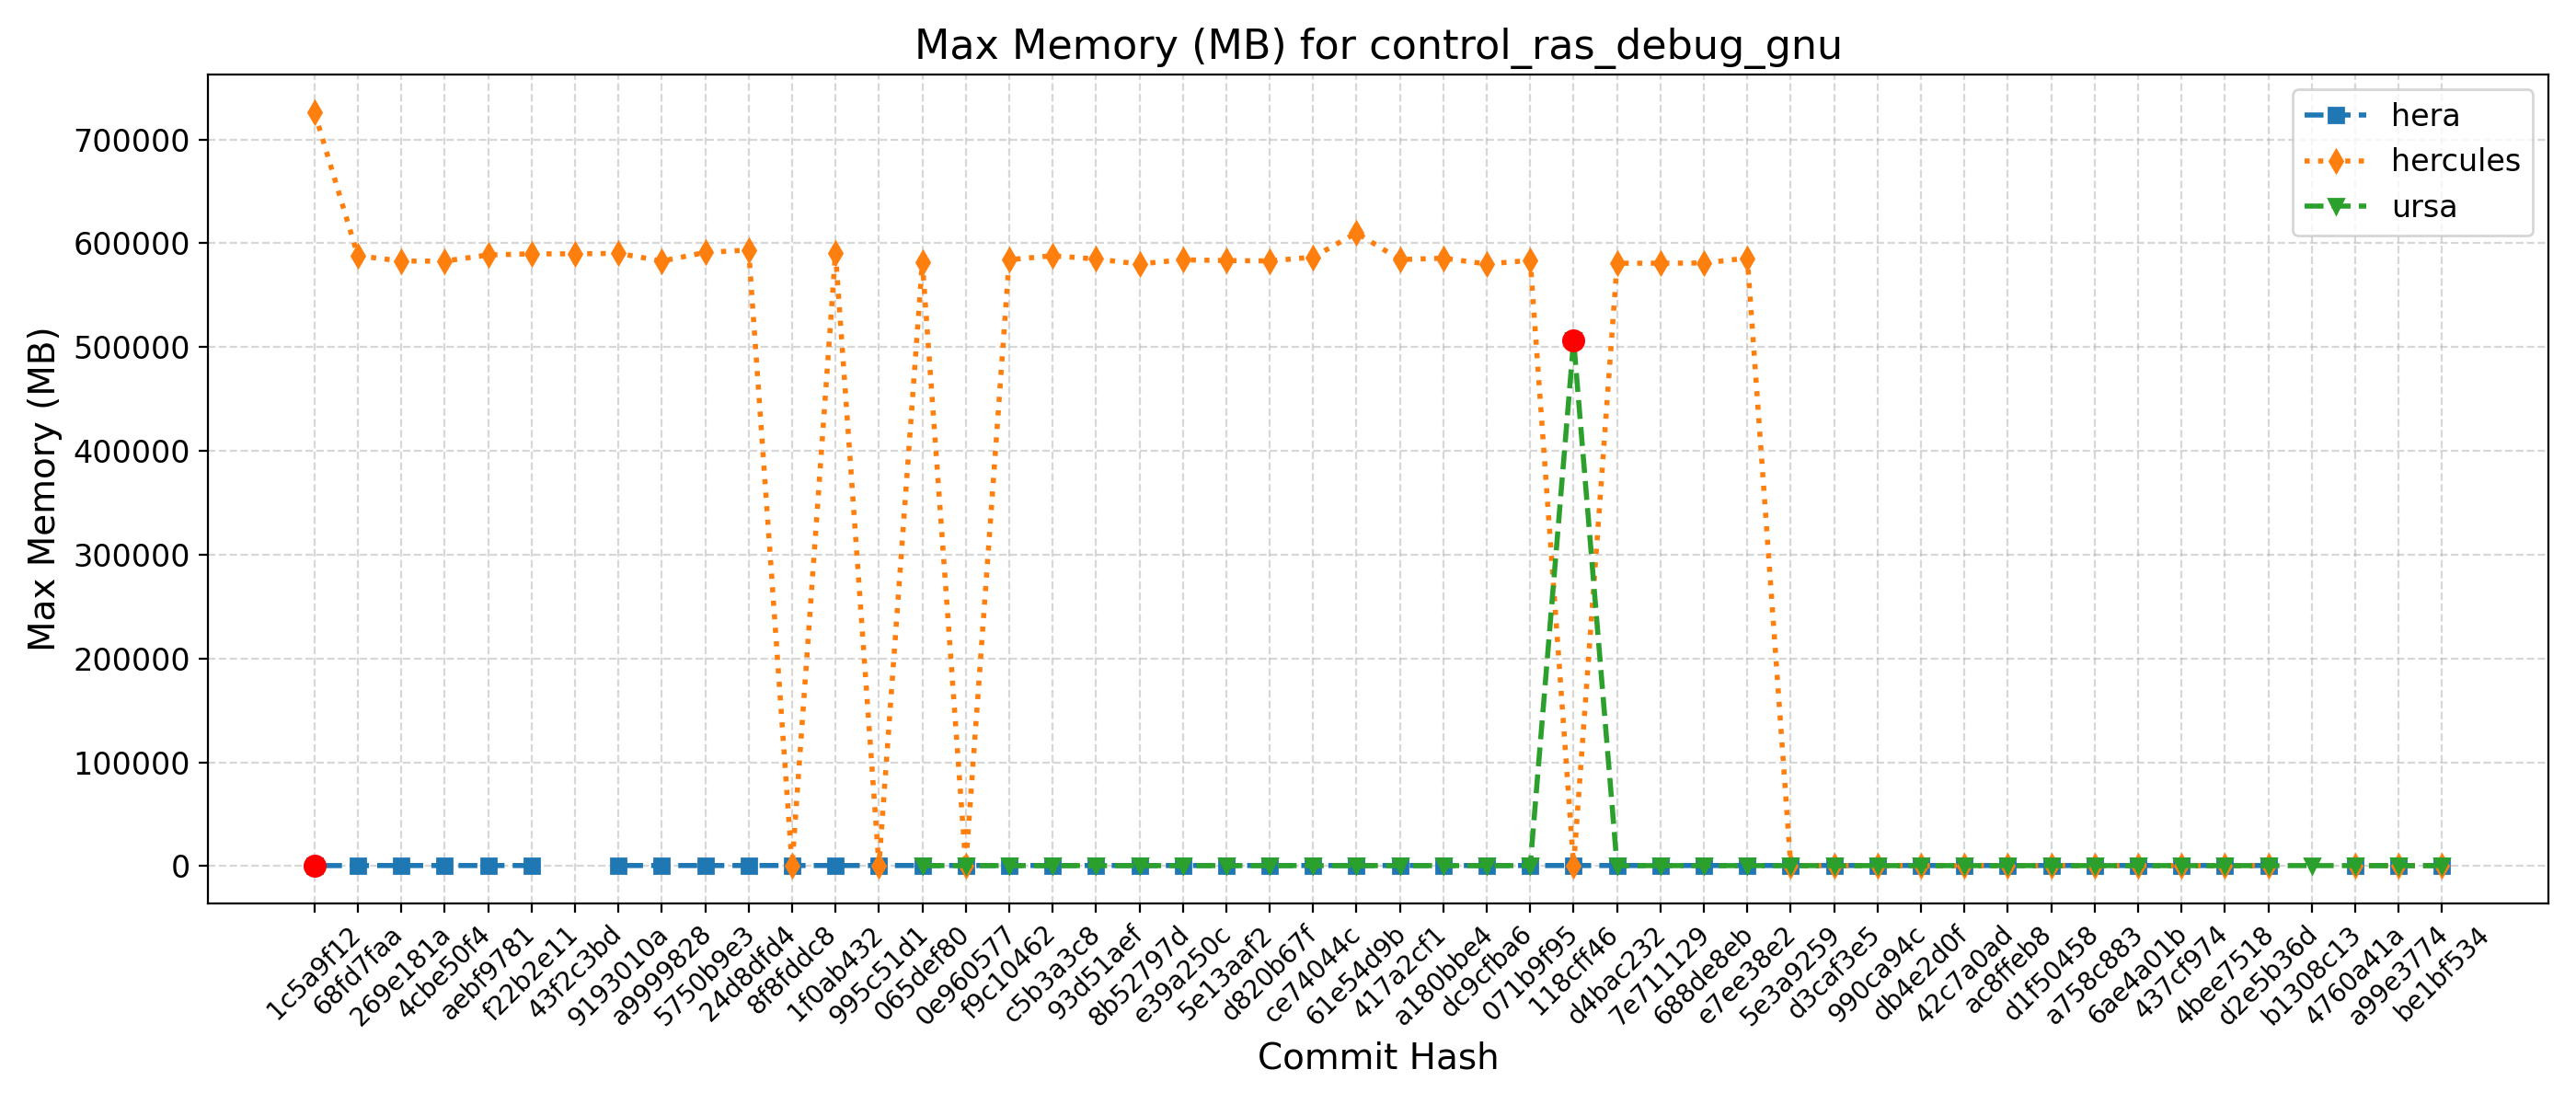 Max Memory (MB) for control_ras_debug_gnu
hera
hercules
ursa
Max Memory (MB)
700000
600000
500000
400000
300000
200000
100000
0
1c5a9f12
68fd7faa
269e181a
4cbe50f4
aebf9781
f22b2e11
43f2c3bd
9193010a
a9999828
5750b9e3
24d8dfd4
8f8fddc8
1f0ab432
995c51d1
065def80
0e960577
f9c10462
c5b3a3c8
93d51aef
8b52797d
e39a250c
5e13aaf2
d820b67f
ce74044c
61e54d9b
417a2cf1
a180bbe4
dc9cfba6
071b9f95
118cff46
d4bac232
7e711129
688de8eb
e7ee38e2
5e3a9259
d3caf3e5
990ca94c
db4e2d0f
42c7a0ad
ac8ffeb8
d1f50458
a758c883
6ae4a01b
437cf974
4bee7518
d2e5b36d
b1308c13
4760a41a
a99e3774
be1bf534
Commit Hash